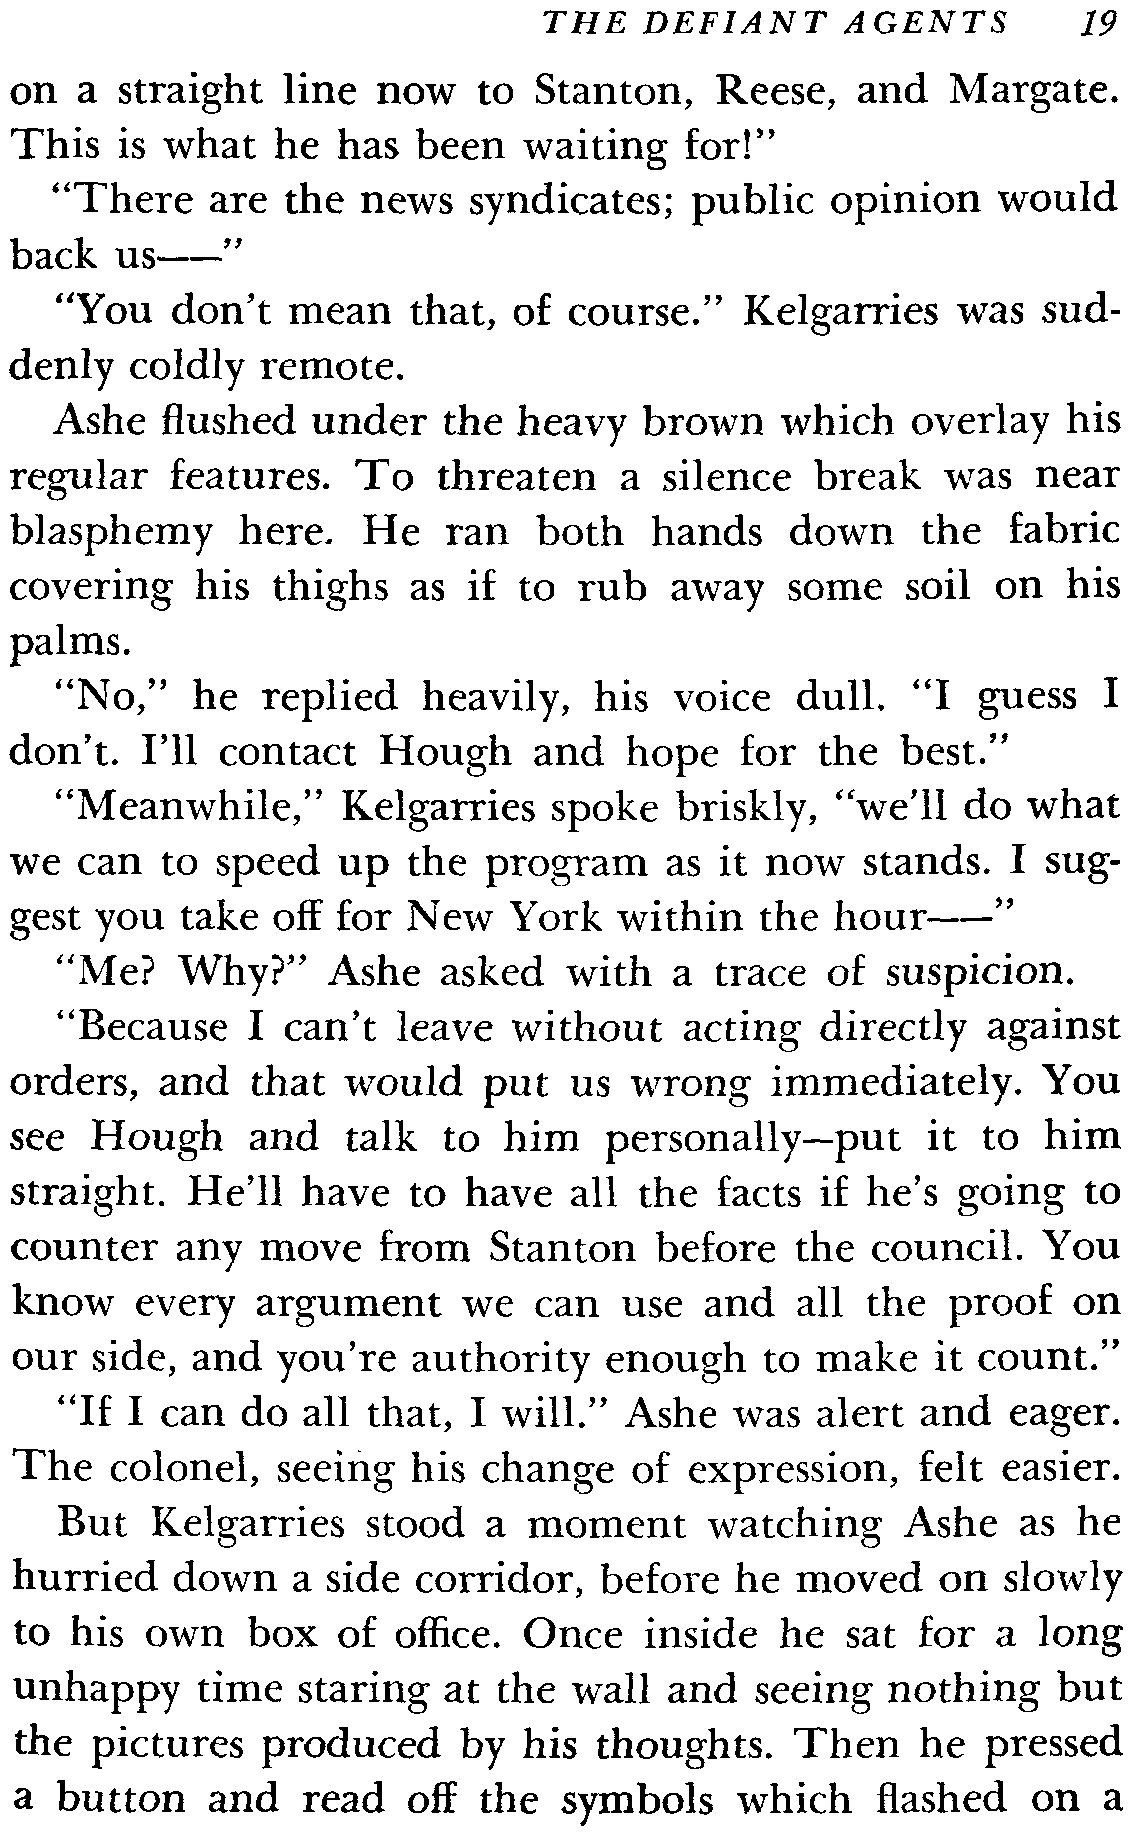 THE DEFIANT AGENTS 19
on a straight line now to Stanton, Reese, and Margate.
This is what he has been waiting for!”
“There are the news syndicates; public opinion would
back us——”
“You don't mean that, of course.” Kelgarries was sud-
denly coldly remote.
Ashe flushed under the heavy brown which overlay his
regular features. To threaten a silence break was near
blasphemy here. He ran both hands down the fabric
covering his thighs as if to rub away some soil on his
palms.
“No,” he replied heavily, his voice dull. “I guess I
don't. I'll contact Hough and hope for the best.”
“Meanwhile,” Kelgarries spoke briskly, “we'll do what
we can to speed up the program as it now stands. I sug-
gest you take off for New York within the hour——”
“Me? Why?” Ashe asked with a trace of suspicion.
“Because I can't leave without acting directly against
orders, and that would put us wrong immediately. You
see Hough and talk to him personally—put it to him
straight. He'll have to have all the facts if he's going to
counter any move from Stanton before the council. You
know every argument we can use and all the proof on
our side, and you're authority enough to make it count.”
“If I can do all that, I will.” Ashe was alert and eager.
The colonel, seeing his change of expression, felt easier.
But Kelgarries stood a moment watching Ashe as he
hurried down a side corridor, before he moved on slowly
to his own box of office. Once inside he sat for a long
unhappy time staring at the wall and seeing nothing but
the pictures produced by his thoughts. Then he pressed
a button and read off the symbols which flashed on a